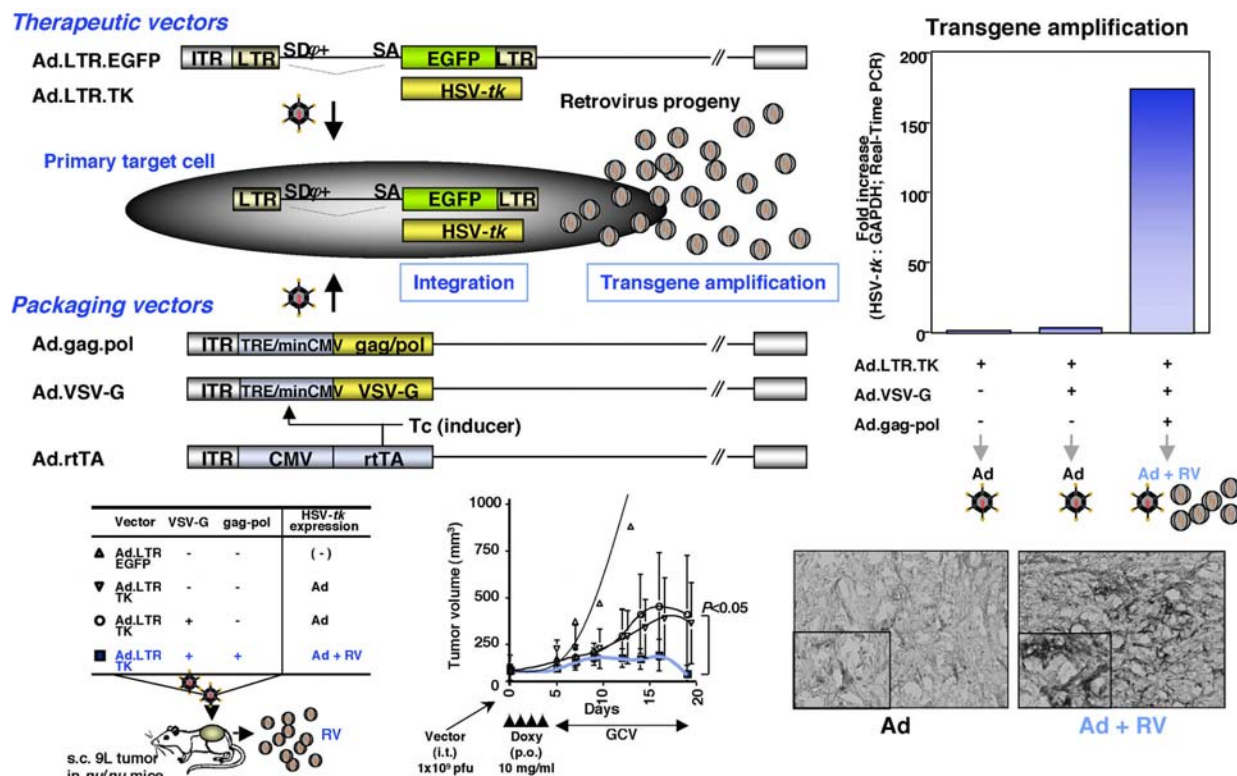 Therapeutic vectors
Ad.LTR.EGFP
ITR LTR SDφ+ SA EGFP LTR
Ad.LTR.TK
HSV-tk
Retrovirus progeny
Primary target cell
LTR SDφ+ SA EGFP LTR
HSV-tk
Integration
Transgene amplification
Packaging vectors
Ad.gag.pol
ITR TRE/minCMV gag/pol
Ad.VSV-G
ITR TRE/minCMV VSV-G
Tc (inducer)
Ad.rtTA
ITR CMV rtTA
Transgene amplification
Fold increase
(HSV-tk : GAPDH; Real-Time PCR)
200
150
100
50
0
Ad.LTR.TK + + +
Ad.VSV-G - + +
Ad.gag-pol - - +
Ad Ad Ad + RV
Vector VSV-G gag-pol HSV-tk expression
Ad.LTR EGFP - - (-)
Ad.LTR TK - - Ad
Ad.LTR TK + - Ad
Ad.LTR TK + + Ad + RV
RV
s.c. 9L tumor
in nu/nu mice
Tumor volume (mm³)
1000
750
500
250
0
0 5 10 15 20
Days
P<0.05
Vector
(i.t.)
1x10⁹ pfu
Doxy
(p.o.)
10 mg/ml
GCV
Ad
Ad + RV